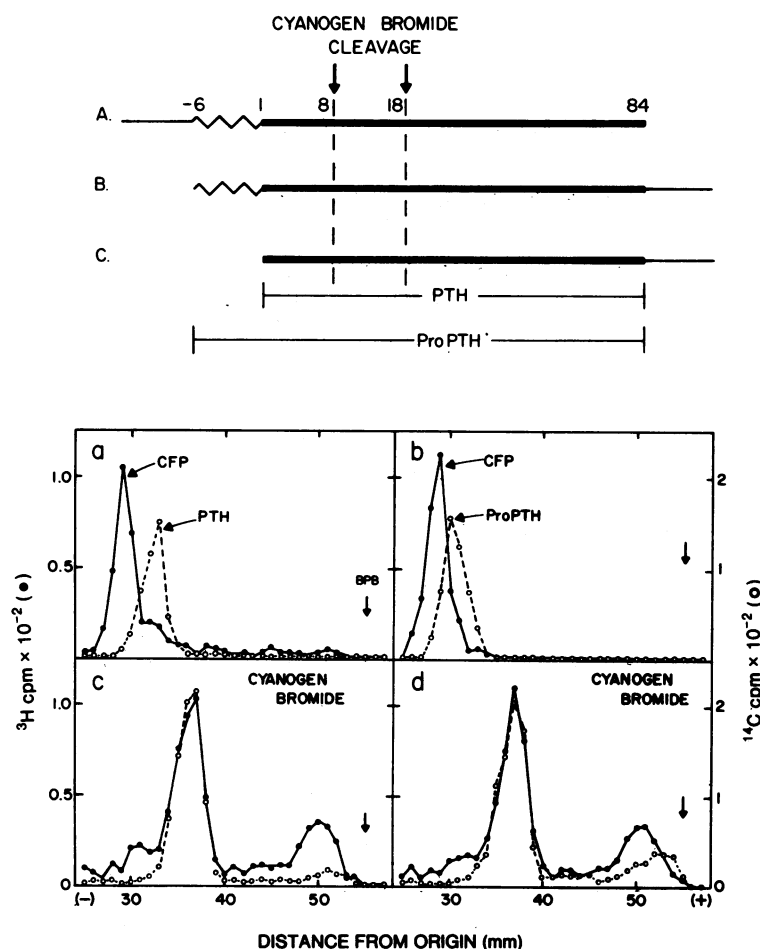 CYANOGEN BROMIDE
CLEAVAGE
-6 1 8 18 84
A.
B.
C.
PTH
ProPTH
a CFP PTH BPB
b CFP ProPTH
1.0 0.5
2 1
c CYANOGEN BROMIDE
d CYANOGEN BROMIDE
1.0 0.5 0
2 1 0
³H cpm × 10⁻² (●)
¹⁴C cpm × 10⁻² (○)
(-) 30 40 50 30 40 50 (+)
DISTANCE FROM ORIGIN (mm)